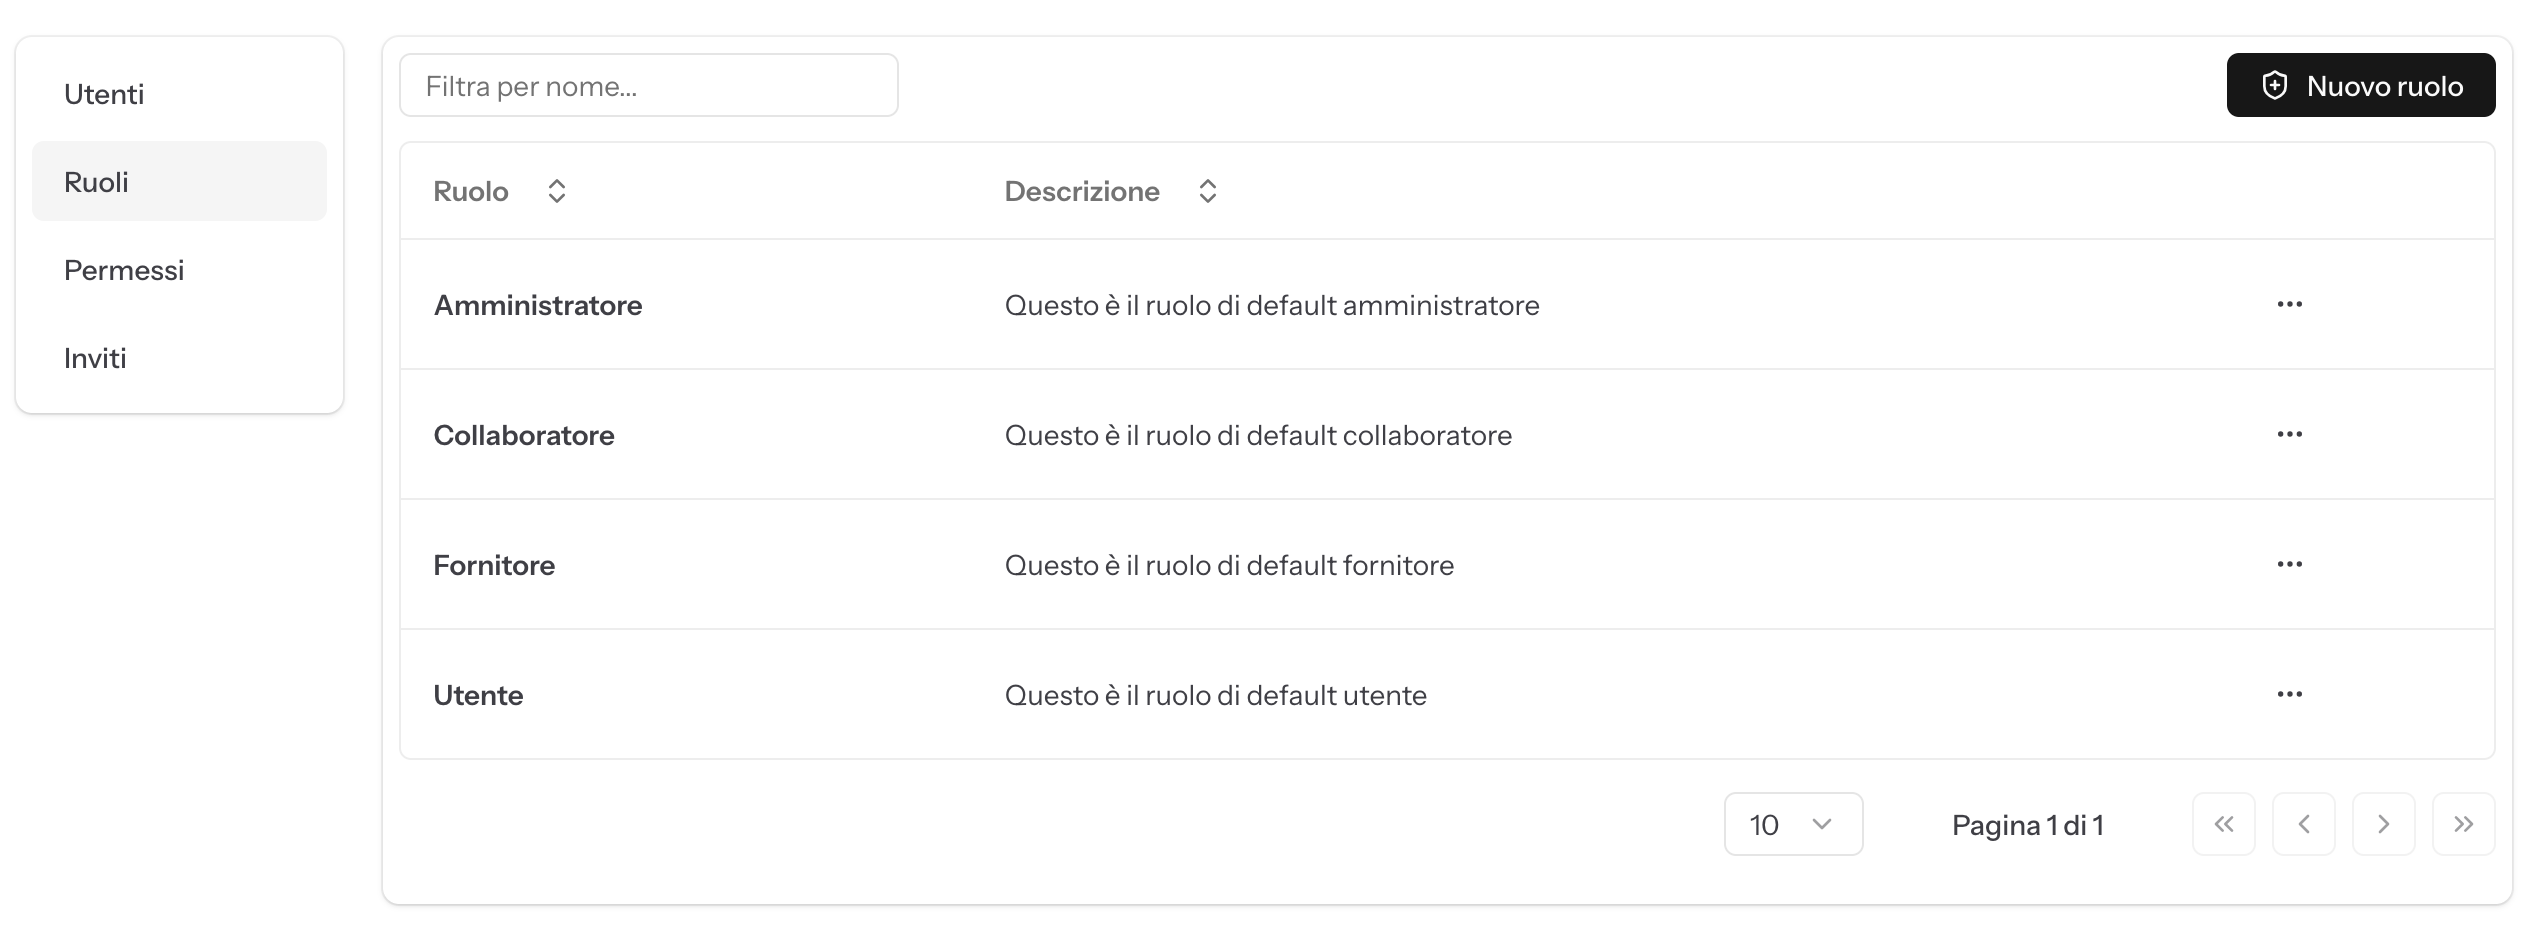 Utenti
Ruoli
Permessi
Inviti
Filtra per nome...
Nuovo ruolo
Ruolo Descrizione
Amministratore Questo è il ruolo di default amministratore
Collaboratore Questo è il ruolo di default collaboratore
Fornitore Questo è il ruolo di default fornitore
Utente Questo è il ruolo di default utente
10 Pagina 1 di 1